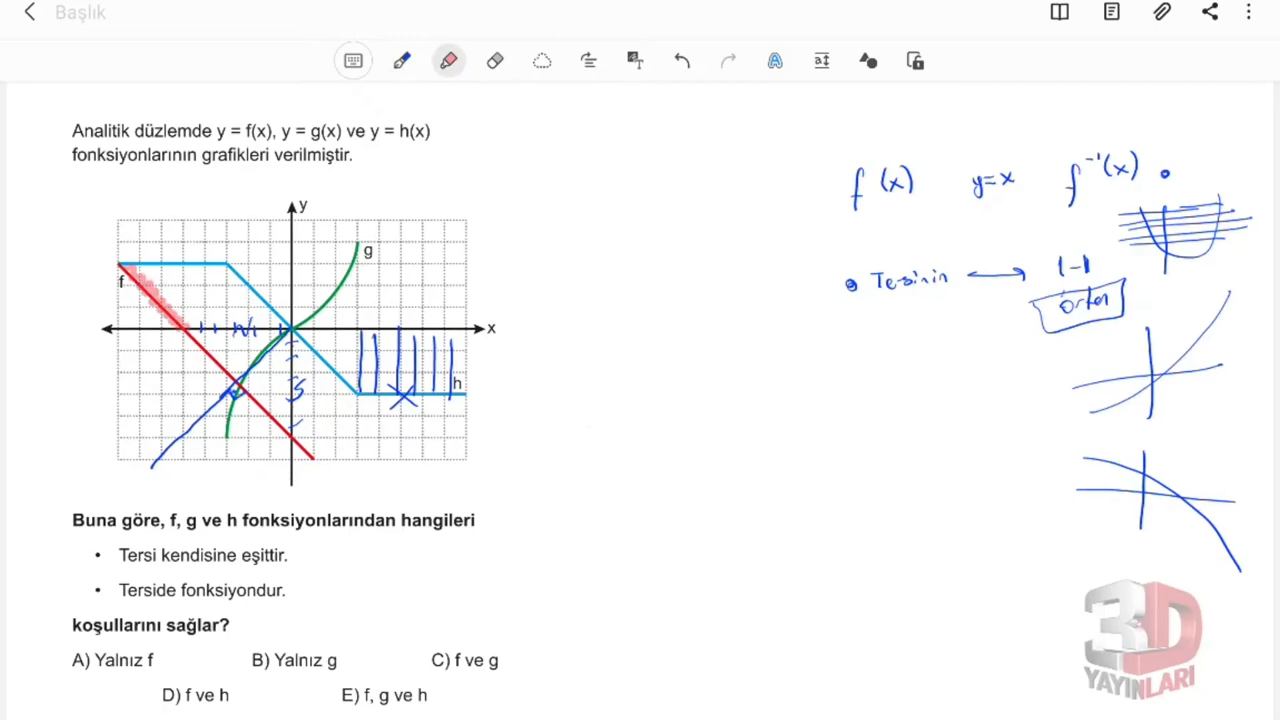 Başlık
Analitik düzlemde y = f(x), y = g(x) ve y = h(x)
fonksiyonlarının grafikleri verilmiştir.
f (x) y=x f⁻¹(x)
y
g
f
x
h
Tersinin ⟷ 1-1
örten
Buna göre, f, g ve h fonksiyonlarından hangileri
• Tersi kendisine eşittir.
• Terside fonksiyondur.
koşullarını sağlar?
A) Yalnız f B) Yalnız g C) f ve g
D) f ve h E) f, g ve h
3D
YAYINLARI